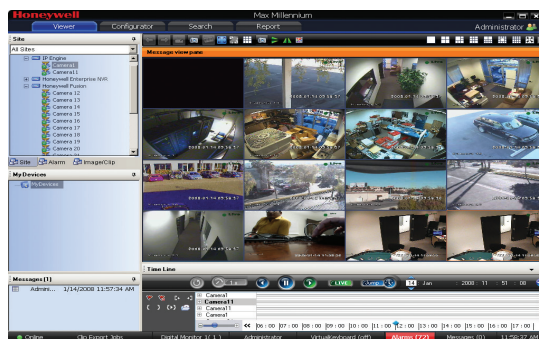 Honeywell
Max Millennium
Viewer
Configurator
Search
Report
Administrator
Site
All Sites
IP Engine
Camera1
Camera11
Honeywell Enterprise NVR
Honeywell Fusion
Camera 12
Camera 13
Camera 14
Camera 15
Camera 16
Camera 17
Camera 18
Camera 19
Camera 20
Site
Alarm
Image/Clip
My Devices
MyDevices
Messages [1]
Admini... 1/14/2008 11:57:34 AM
Message view pane
Time Line
1x
LIVE
Jump
14 Jan 2008 : 11 : 51 : 08
Camera1
Camera11
Camera1
Camera1
06:00 07:00 08:00 09:00 10:00 11:00 12:00 13:00 14:00 15:00 16:00 17:00
Online
Clip Export Jobs
Digital Monitor 1( 1 )
Administrator
VirtualKeyboard (off)
Alarms (72)
Messages (0)
11:58:37 AM